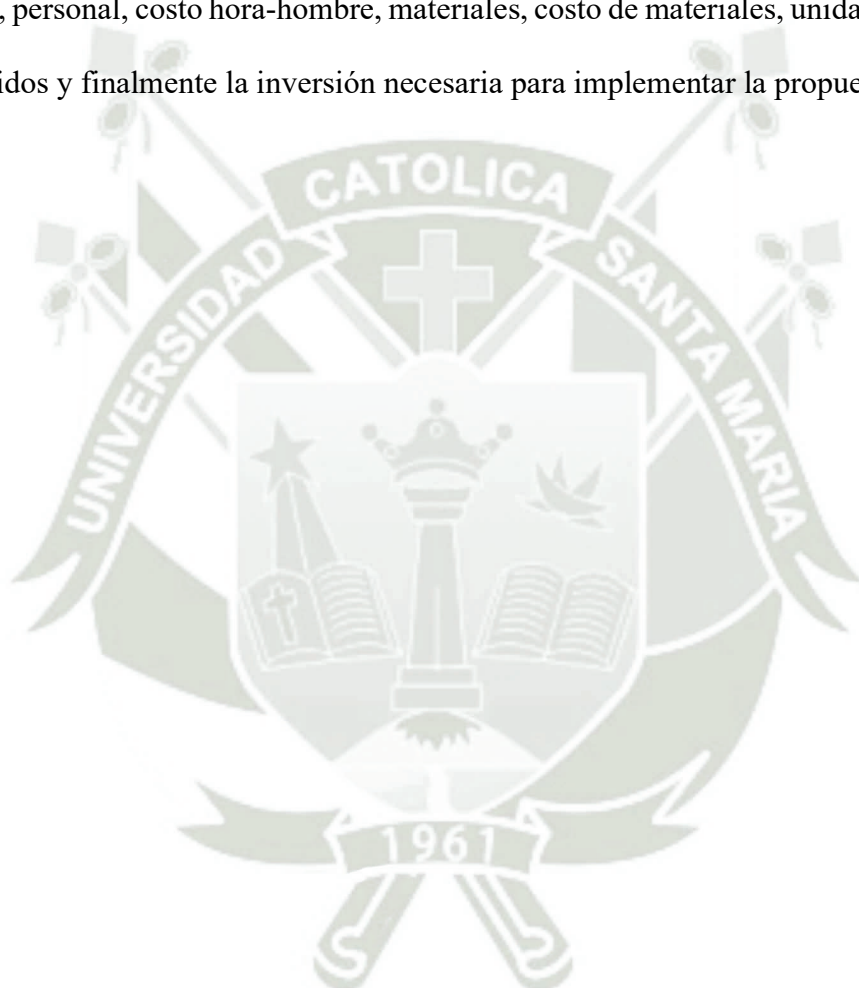 , personal, costo hora-hombre, materiales, costo de materiales, unida
idos y finalmente la inversión necesaria para implementar la propue
CATOLICA
UNIVERSIDAD
SANTA MARIA
1961